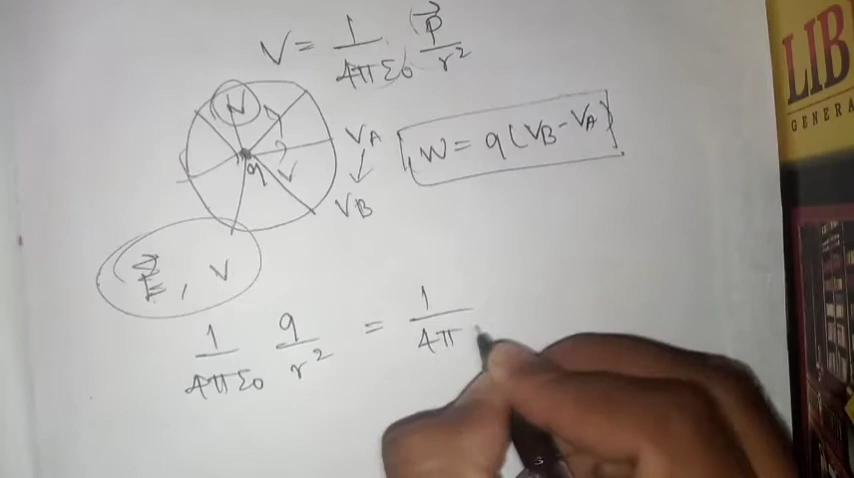 V = 1/4πε0 (P⃗/r²
N
q V
VA
VB
W = q(VB-VA)
E⃗, V
1/4πε0 q/r² = 1/4π
LIB
GENERA